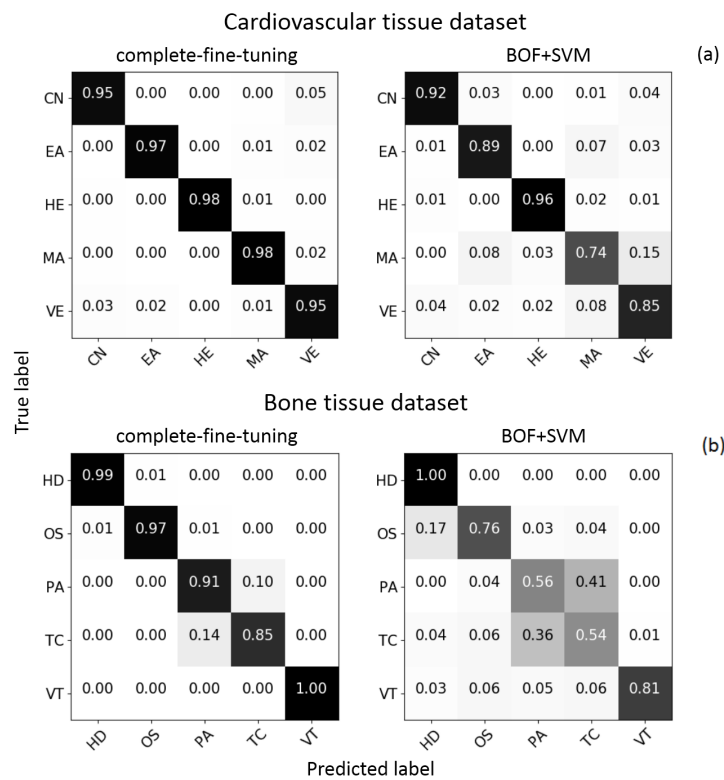 Cardiovascular tissue dataset
complete-fine-tuning BOF+SVM (a)
CN 0.95 0.00 0.00 0.00 0.05 CN 0.92 0.03 0.00 0.01 0.04
EA 0.00 0.97 0.00 0.01 0.02 EA 0.01 0.89 0.00 0.07 0.03
HE 0.00 0.00 0.98 0.01 0.00 HE 0.01 0.00 0.96 0.02 0.01
MA 0.00 0.00 0.00 0.98 0.02 MA 0.00 0.08 0.03 0.74 0.15
VE 0.03 0.02 0.00 0.01 0.95 VE 0.04 0.02 0.02 0.08 0.85
CN EA HE MA VE CN EA HE MA VE
True label
Bone tissue dataset
complete-fine-tuning BOF+SVM (b)
HD 0.99 0.01 0.00 0.00 0.00 HD 1.00 0.00 0.00 0.00 0.00
OS 0.01 0.97 0.01 0.00 0.00 OS 0.17 0.76 0.03 0.04 0.00
PA 0.00 0.00 0.91 0.10 0.00 PA 0.00 0.04 0.56 0.41 0.00
TC 0.00 0.00 0.14 0.85 0.00 TC 0.04 0.06 0.36 0.54 0.01
VT 0.00 0.00 0.00 0.00 1.00 VT 0.03 0.06 0.05 0.06 0.81
HD OS PA TC VT HD OS PA TC VT
Predicted label